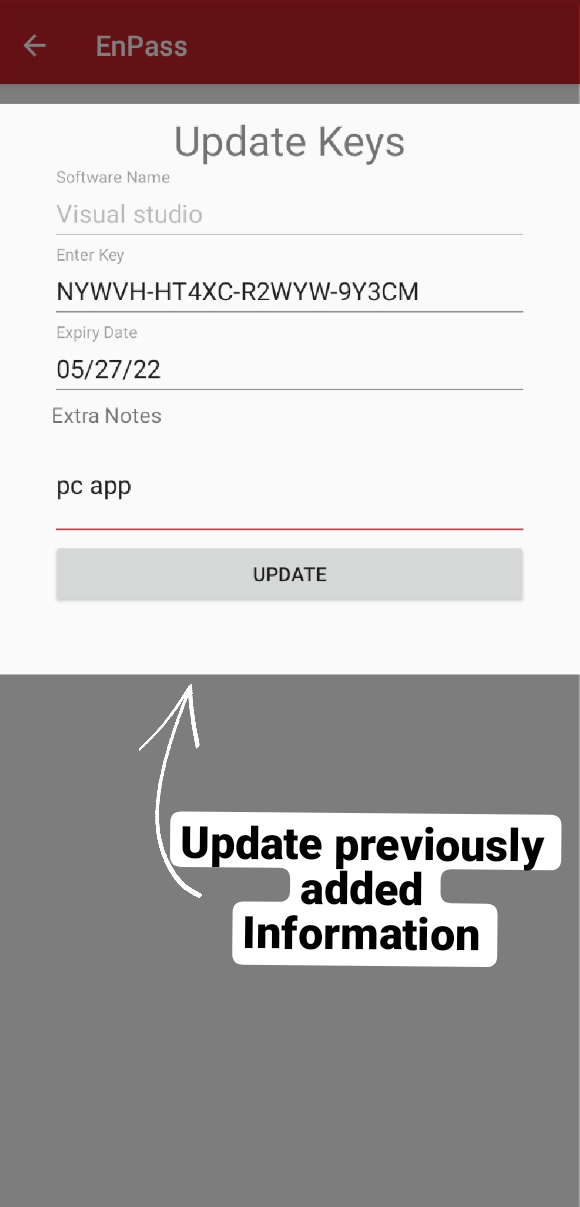 EnPass
Update Keys
Software Name
Visual studio
Enter Key
NYWVH-HT4XC-R2WYW-9Y3CM
Expiry Date
05/27/22
Extra Notes
pc app
UPDATE
Update previously
added
Information